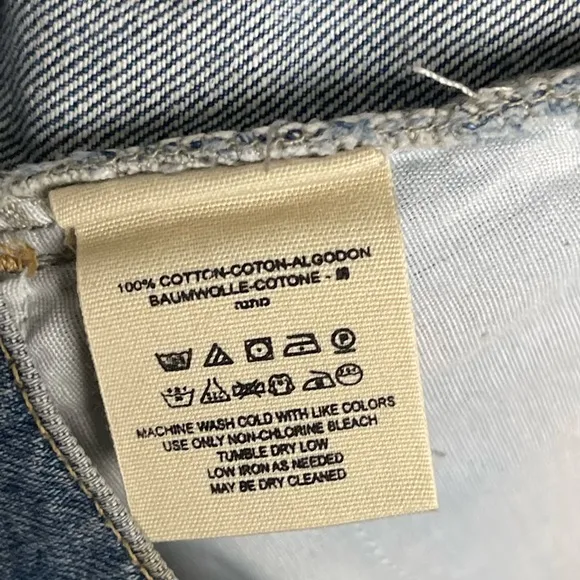 100% COTTON-COTON-ALGODON
BAUMWOLLE-COTONE - 綿
MACHINE WASH COLD WITH LIKE COLORS
USE ONLY NON-CHLORINE BLEACH
TUMBLE DRY LOW
LOW IRON AS NEEDED
MAY BE DRY CLEANED